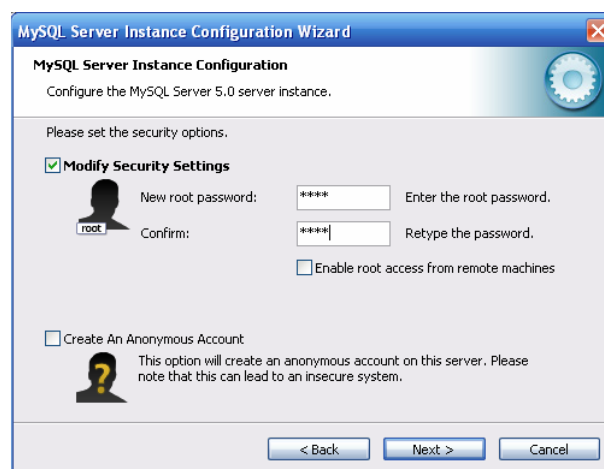 MySQL Server Instance Configuration Wizard
MySQL Server Instance Configuration
Configure the MySQL Server 5.0 server instance.
Please set the security options.
Modify Security Settings
root
New root password: **** Enter the root password.
Confirm: **** Retype the password.
Enable root access from remote machines
Create An Anonymous Account
?
This option will create an anonymous account on this server. Please
note that this can lead to an insecure system.
< Back Next > Cancel